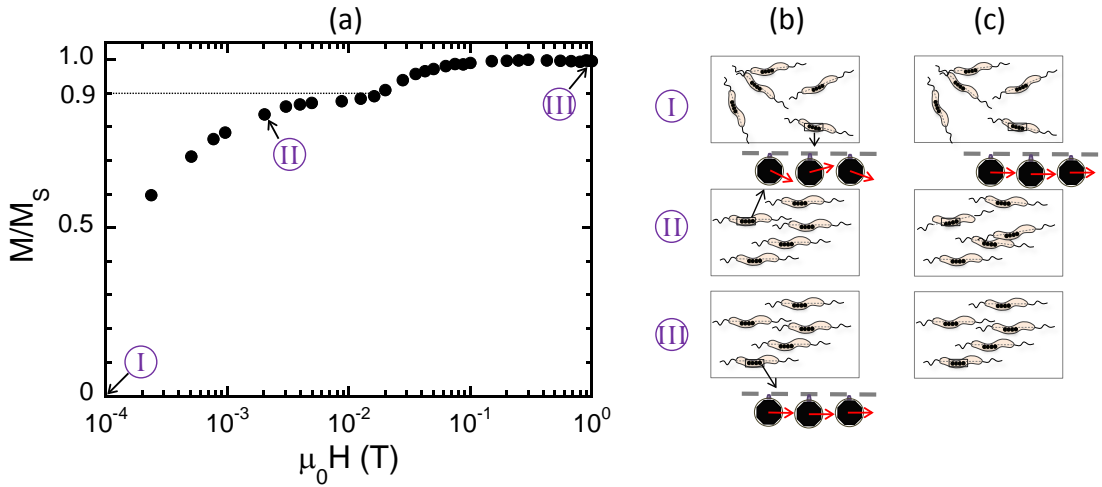 (a)
(b)
(c)
1.0
0.9
0.5
0
M/M_S
I
II
III
10⁻⁴
10⁻³
10⁻²
10⁻¹
10⁰
μ₀H (T)
I
II
III